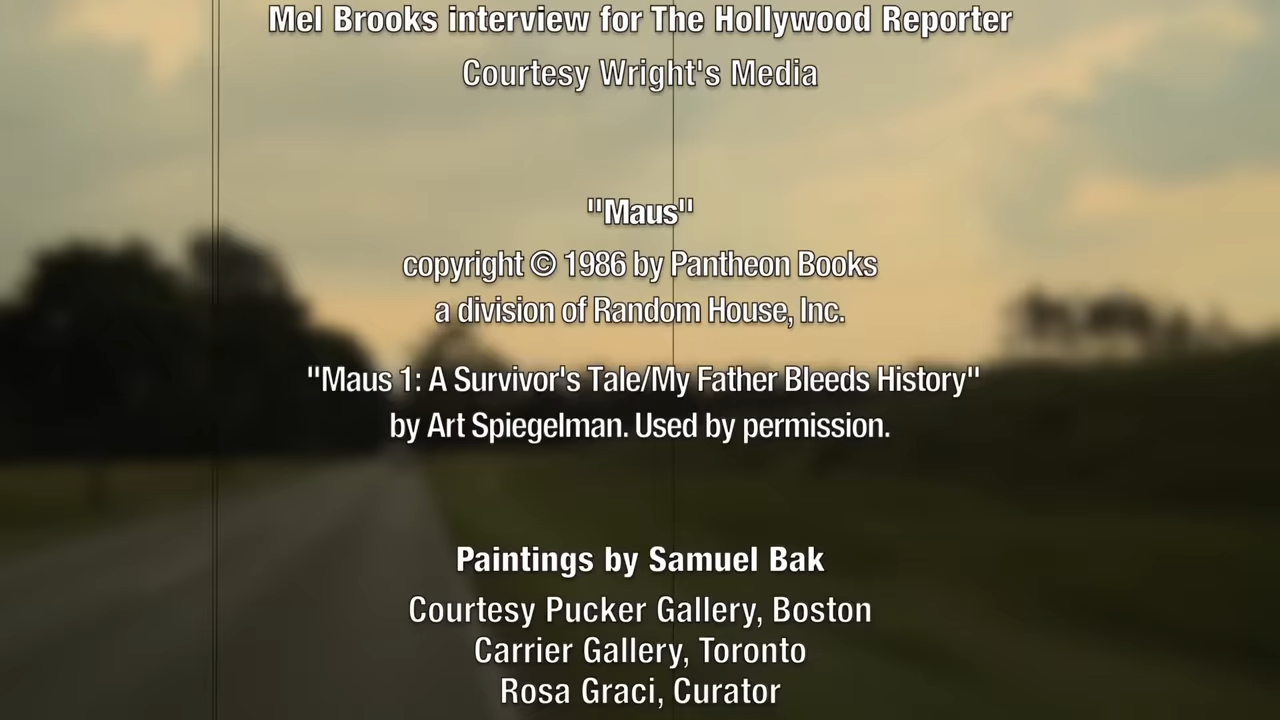 Mel Brooks interview for The Hollywood Reporter
Courtesy Wright's Media
"Maus"
copyright © 1986 by Pantheon Books
a division of Random House, Inc.
"Maus 1: A Survivor's Tale/My Father Bleeds History"
by Art Spiegelman. Used by permission.
Paintings by Samuel Bak
Courtesy Pucker Gallery, Boston
Carrier Gallery, Toronto
Rosa Graci, Curator